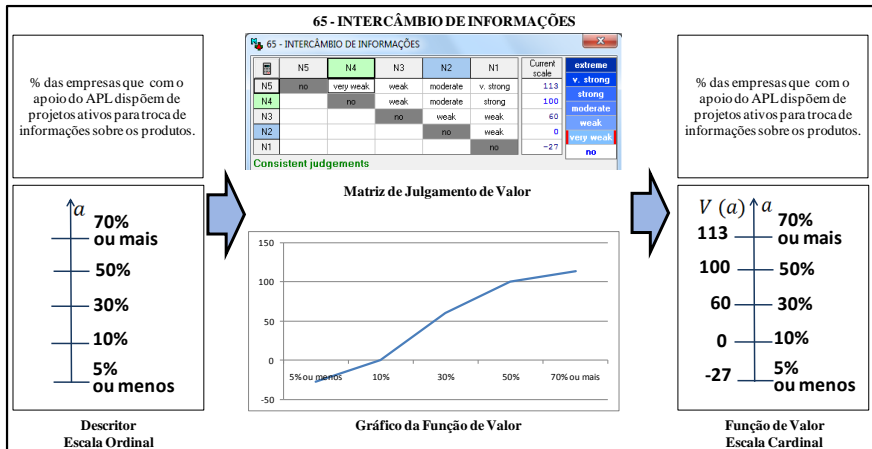 65 - INTERCÂMBIO DE INFORMAÇÕES
% das empresas que com o
apoio do APL dispõem de
projetos ativos para troca de
informações sobre os produtos.
a
70%
ou mais
50%
30%
10%
5%
ou menos
Descritor
Escala Ordinal
65 - INTERCÂMBIO DE INFORMAÇÕES
x
N5 N4 N3 N2 N1 Current scale
N5 no very weak weak moderate v. strong 113
N4 no weak moderate strong 100
N3 no weak weak 60
N2 no weak 0
N1 no -27
extreme
v. strong
strong
moderate
weak
very weak
no
Consistent judgements
Matriz de Julgamento de Valor
150
100
50
0
-50
5% ou menos 10% 30% 50% 70% ou mais
Gráfico da Função de Valor
% das empresas que com o
apoio do APL dispõem de
projetos ativos para troca de
informações sobre os produtos.
V (a) a
113 70%
ou mais
100 50%
60 30%
0 10%
-27 5%
ou menos
Função de Valor
Escala Cardinal